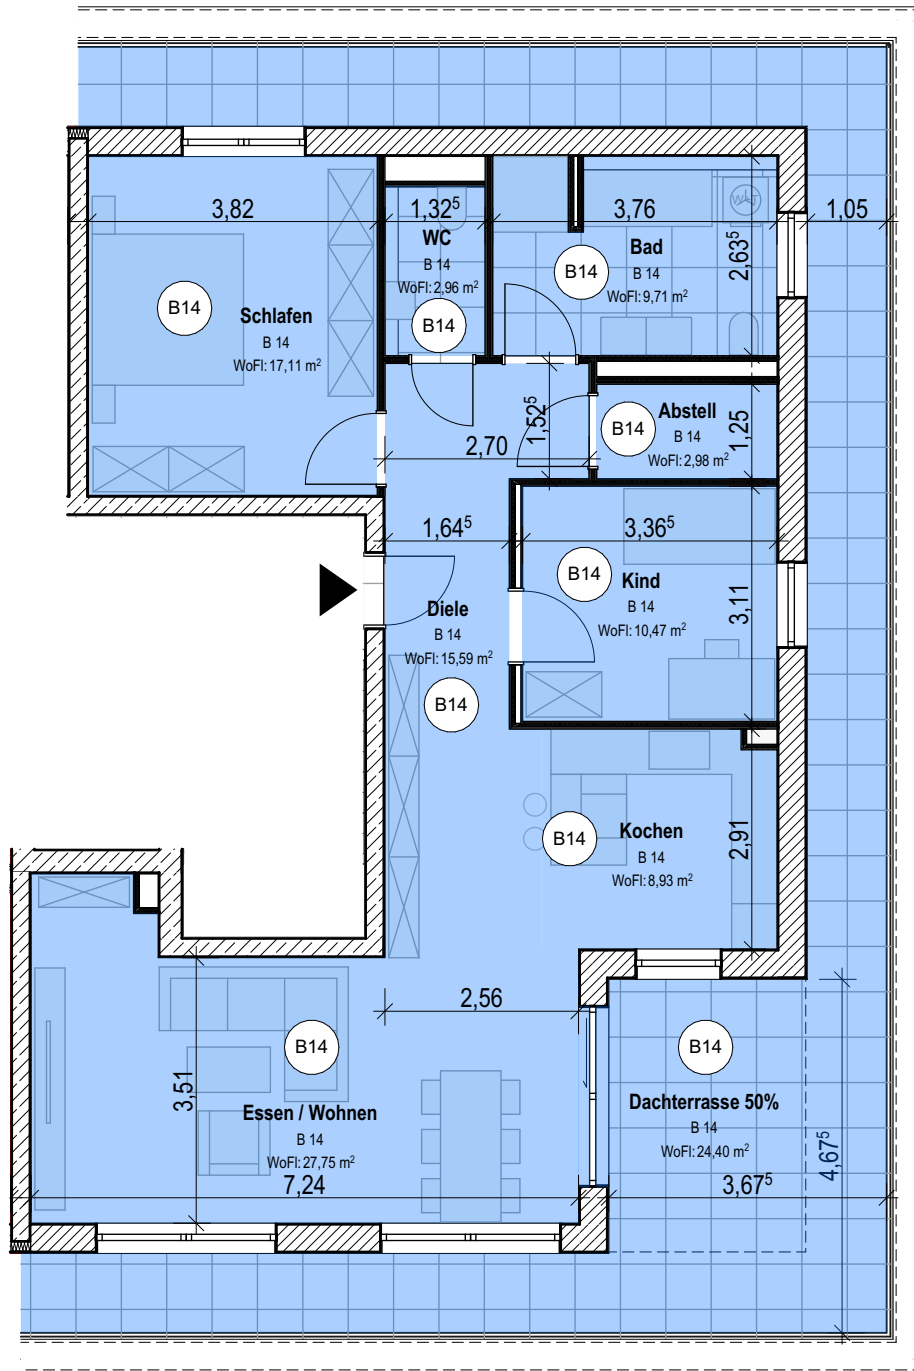 3,82
1,32⁵
3,76
1,05
WC
B 14
WoFl: 2,96 m²
B14
Bad
B 14
WoFl: 9,71 m²
B14
2,63⁵
B14
Schlafen
B 14
WoFl: 17,11 m²
Abstell
B 14
WoFl: 2,98 m²
B14
1,25
1,52⁵
2,70
1,64⁵
3,36⁵
B14
Kind
B 14
WoFl: 10,47 m²
3,11
Diele
B 14
WoFl: 15,59 m²
B14
B14
Kochen
B 14
WoFl: 8,93 m²
2,91
2,56
B14
B14
3,51
Essen / Wohnen
B 14
WoFl: 27,75 m²
Dachterrasse 50%
B 14
WoFl: 24,40 m²
4,67⁵
7,24
3,67⁵